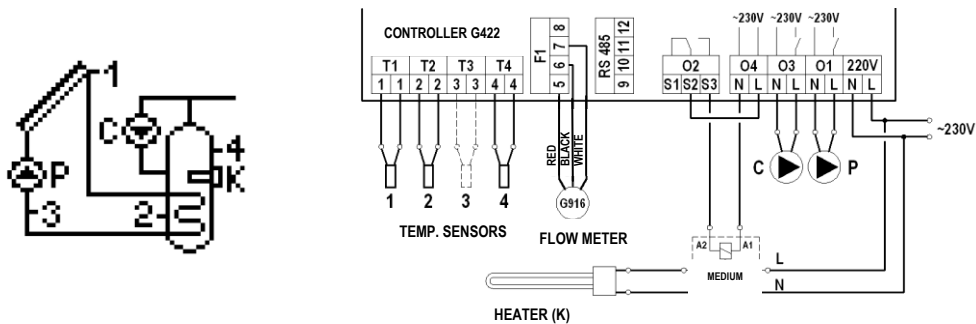 1
C
4
P
K
3
2
CONTROLLER G422
T1 T2 T3 T4
1 1 2 2 3 3 4 4
1 2 3 4
TEMP. SENSORS
F1
5 6 7 8
RED
BLACK
WHITE
G916
FLOW METER
RS 485
9 10 11 12
~230V ~230V ~230V
O2 O4 O3 O1 220V
S1 S2 S3 N L N L N L N L
~230V
C P
A2 A1
MEDIUM
L
N
HEATER (K)